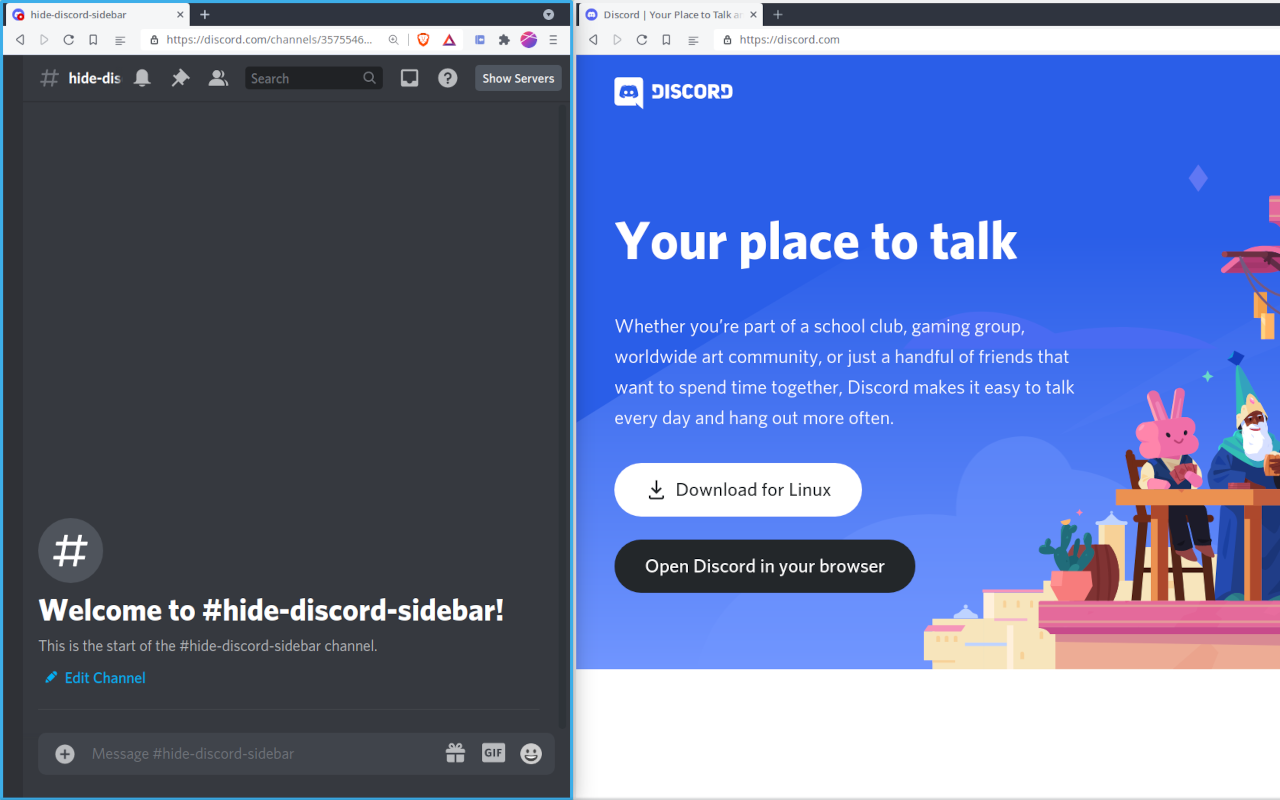 hide-discord-sidebar
https://discord.com/channels/3575546...
# hide-dis
Search
Show Servers
#
Welcome to #hide-discord-sidebar!
This is the start of the #hide-discord-sidebar channel.
Edit Channel
Message #hide-discord-sidebar
GIF
Discord | Your Place to Talk a
https://discord.com
DISCORD
Your place to talk
Whether you’re part of a school club, gaming group,
worldwide art community, or just a handful of friends that
want to spend time together, Discord makes it easy to talk
every day and hang out more often.
Download for Linux
Open Discord in your browser